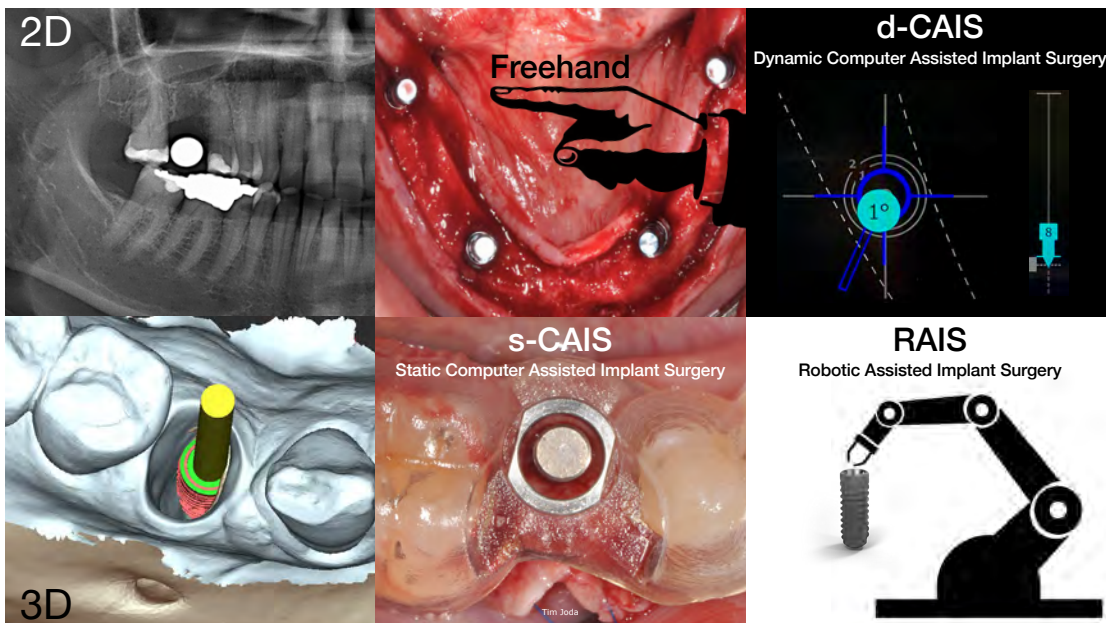 2D
Freehand
d-CAIS
Dynamic Computer Assisted Implant Surgery
2
1
1°
8
3D
s-CAIS
Static Computer Assisted Implant Surgery
Tim Joda
RAIS
Robotic Assisted Implant Surgery